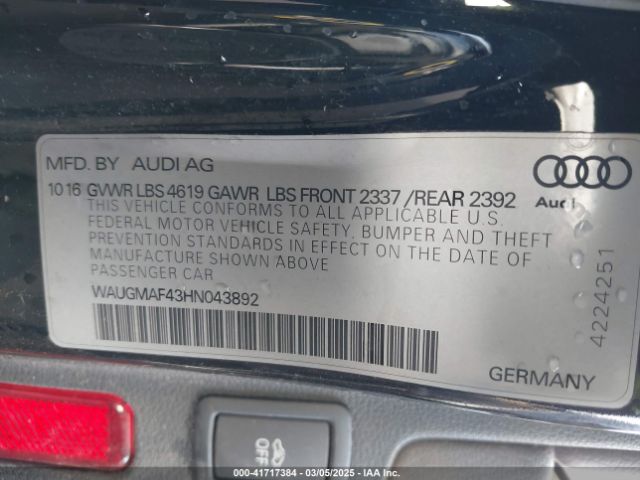 MFD. BY AUDI AG
10 16 GVWR LBS 4619 GAWR LBS FRONT 2337 /REAR 2392
THIS VEHICLE CONFORMS TO ALL APPLICABLE U.S.
FEDERAL MOTOR VEHICLE SAFETY, BUMPER AND THEFT
PREVENTION STANDARDS IN EFFECT ON THE DATE OF
MANUFACTURE SHOWN ABOVE
PASSENGER CAR
WAUGMAF43HN043892
Audi
4224251
GERMANY
OFF
000-41717384 | 03/05/2025 - IAA, Inc.